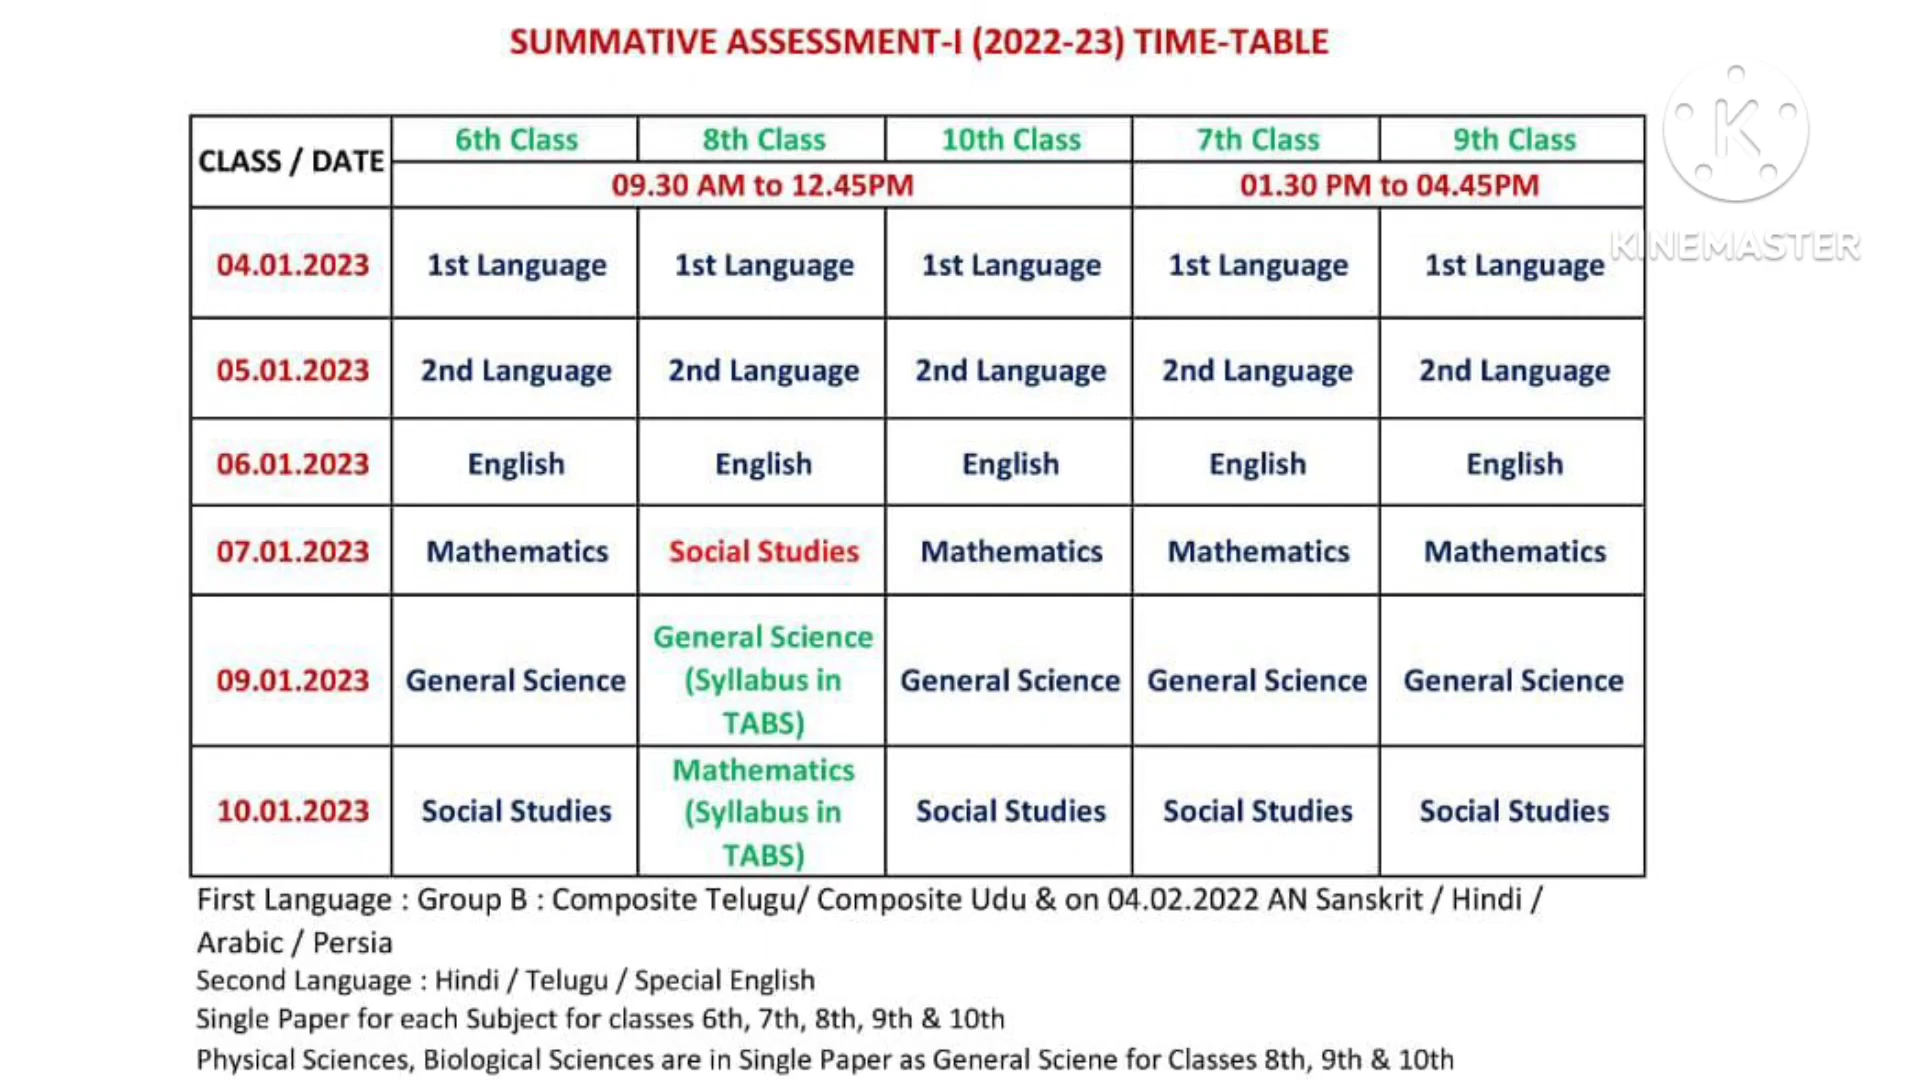 SUMMATIVE ASSESSMENT-I (2022-23) TIME-TABLE
CLASS / DATE 6th Class 8th Class 10th Class 7th Class 9th Class
09.30 AM to 12.45PM 01.30 PM to 04.45PM
04.01.2023 1st Language 1st Language 1st Language 1st Language 1st Language
05.01.2023 2nd Language 2nd Language 2nd Language 2nd Language 2nd Language
06.01.2023 English English English English English
07.01.2023 Mathematics Social Studies Mathematics Mathematics Mathematics
09.01.2023 General Science General Science (Syllabus in TABS) General Science General Science General Science
10.01.2023 Social Studies Mathematics (Syllabus in TABS) Social Studies Social Studies Social Studies
First Language : Group B : Composite Telugu/ Composite Udu & on 04.02.2022 AN Sanskrit / Hindi /
Arabic / Persia
Second Language : Hindi / Telugu / Special English
Single Paper for each Subject for classes 6th, 7th, 8th, 9th & 10th
Physical Sciences, Biological Sciences are in Single Paper as General Sciene for Classes 8th, 9th & 10th
K
KINEMASTER